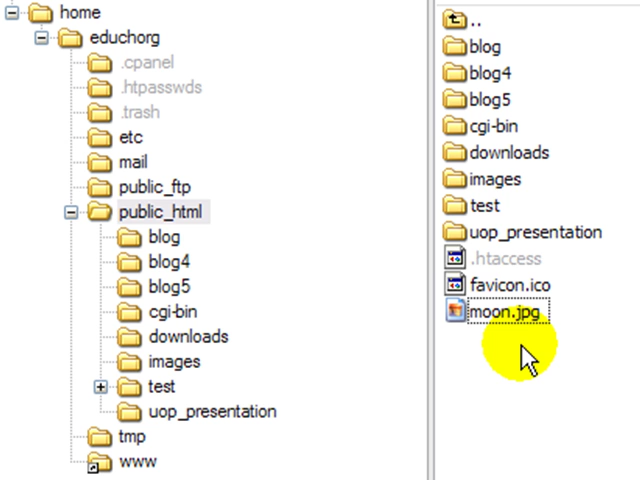 home
educhorg
.cpanel
.htpasswds
.trash
etc
mail
public_ftp
public_html
blog
blog4
blog5
cgi-bin
downloads
images
test
uop_presentation
tmp
www
..
blog
blog4
blog5
cgi-bin
downloads
images
test
uop_presentation
.htaccess
favicon.ico
moon.jpg